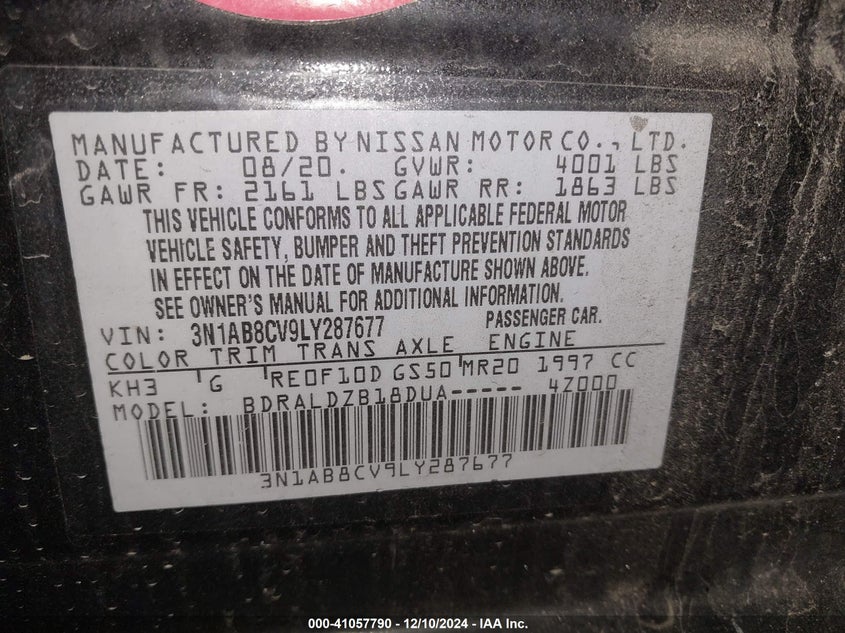 MANUFACTURED BY NISSAN MOTOR CO., LTD.
DATE: 08/20. GVWR: 4001 LBS
GAWR FR: 2161 LBS GAWR RR: 1863 LBS
THIS VEHICLE CONFORMS TO ALL APPLICABLE FEDERAL MOTOR
VEHICLE SAFETY, BUMPER AND THEFT PREVENTION STANDARDS
IN EFFECT ON THE DATE OF MANUFACTURE SHOWN ABOVE.
SEE OWNER'S MANUAL FOR ADDITIONAL INFORMATION.
VIN: 3N1AB8CV9LY287677 PASSENGER CAR.
COLOR TRIM TRANS AXLE ENGINE
KH3 G RE0F10D GS50 MR20 1997 CC
MODEL: BDRALDZB18DUA----- 4Z000
3N1AB8CV9LY287677
000-41057790 - 12/10/2024 - IAA Inc.